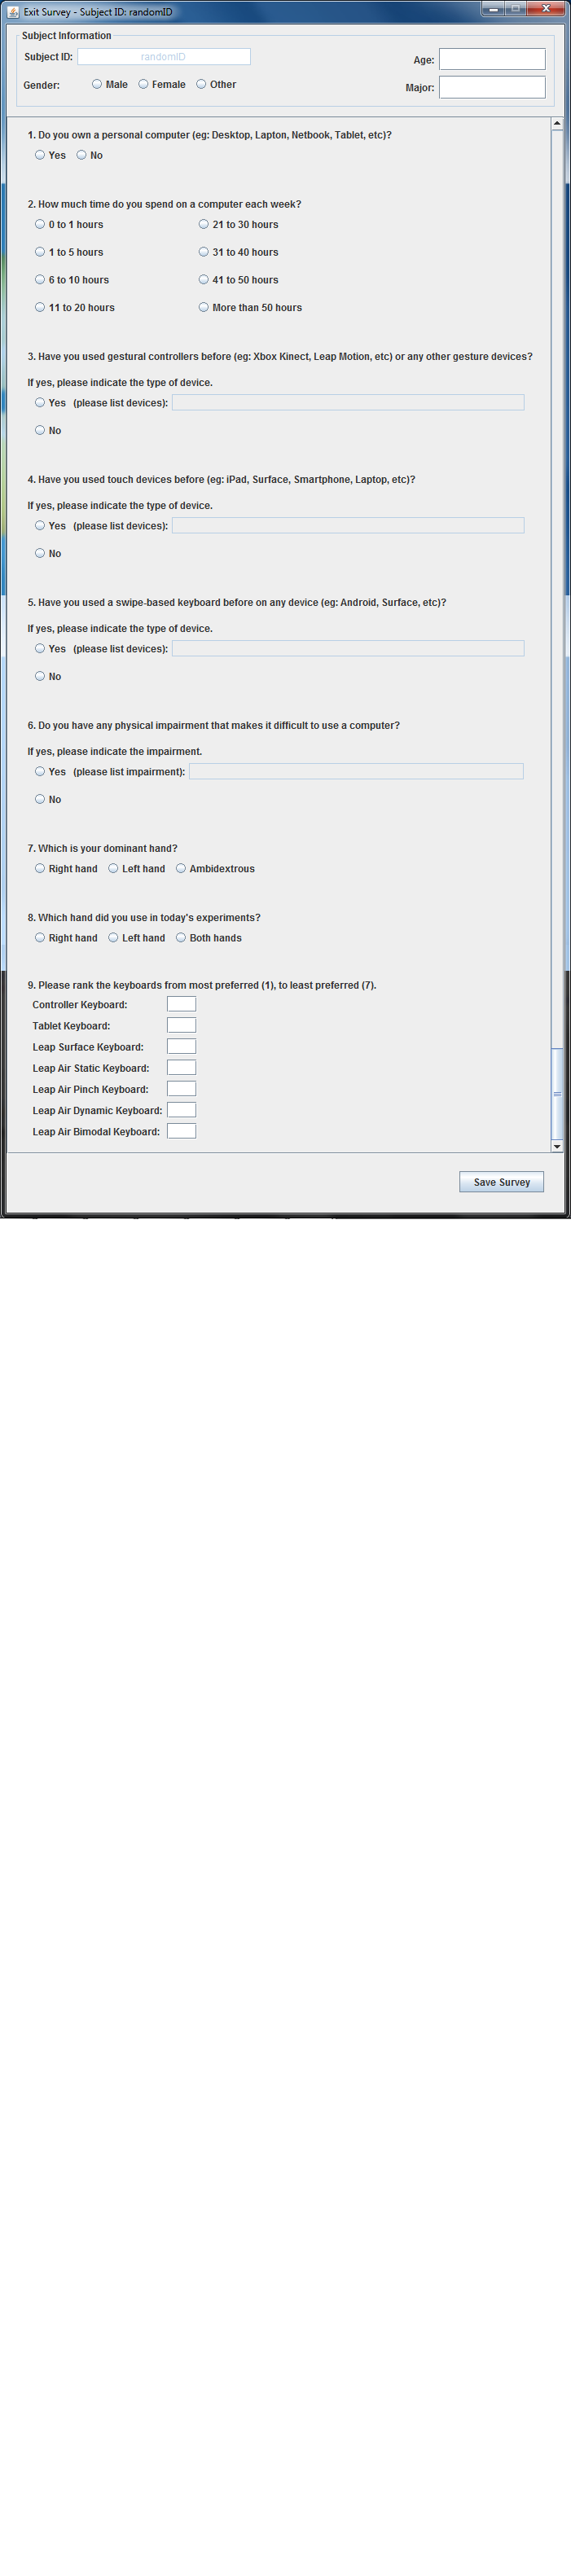 Exit Survey - Subject ID: randomID
Subject Information
Subject ID: randomID
Age:
Gender: Male Female Other
Major:
1. Do you own a personal computer (eg: Desktop, Lapton, Netbook, Tablet, etc)?
Yes No
2. How much time do you spend on a computer each week?
0 to 1 hours 21 to 30 hours
1 to 5 hours 31 to 40 hours
6 to 10 hours 41 to 50 hours
11 to 20 hours More than 50 hours
3. Have you used gestural controllers before (eg: Xbox Kinect, Leap Motion, etc) or any other gesture devices?
If yes, please indicate the type of device.
Yes (please list devices):
No
4. Have you used touch devices before (eg: iPad, Surface, Smartphone, Laptop, etc)?
If yes, please indicate the type of device.
Yes (please list devices):
No
5. Have you used a swipe-based keyboard before on any device (eg: Android, Surface, etc)?
If yes, please indicate the type of device.
Yes (please list devices):
No
6. Do you have any physical impairment that makes it difficult to use a computer?
If yes, please indicate the impairment.
Yes (please list impairment):
No
7. Which is your dominant hand?
Right hand Left hand Ambidextrous
8. Which hand did you use in today's experiments?
Right hand Left hand Both hands
9. Please rank the keyboards from most preferred (1), to least preferred (7).
Controller Keyboard:
Tablet Keyboard:
Leap Surface Keyboard:
Leap Air Static Keyboard:
Leap Air Pinch Keyboard:
Leap Air Dynamic Keyboard:
Leap Air Bimodal Keyboard:
Save Survey